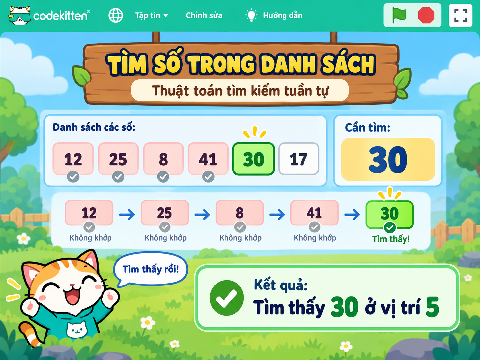 codekitten
Tập tin
Chỉnh sửa
Hướng dẫn
TÌM SỐ TRONG DANH SÁCH
Thuật toán tìm kiếm tuần tự
Danh sách các số:
12 25 8 41 30 17
Cần tìm:
30
12 25 8 41 30
Không khớp Không khớp Không khớp Không khớp Tìm thấy!
Tìm thấy rồi!
Kết quả:
Tìm thấy 30 ở vị trí 5